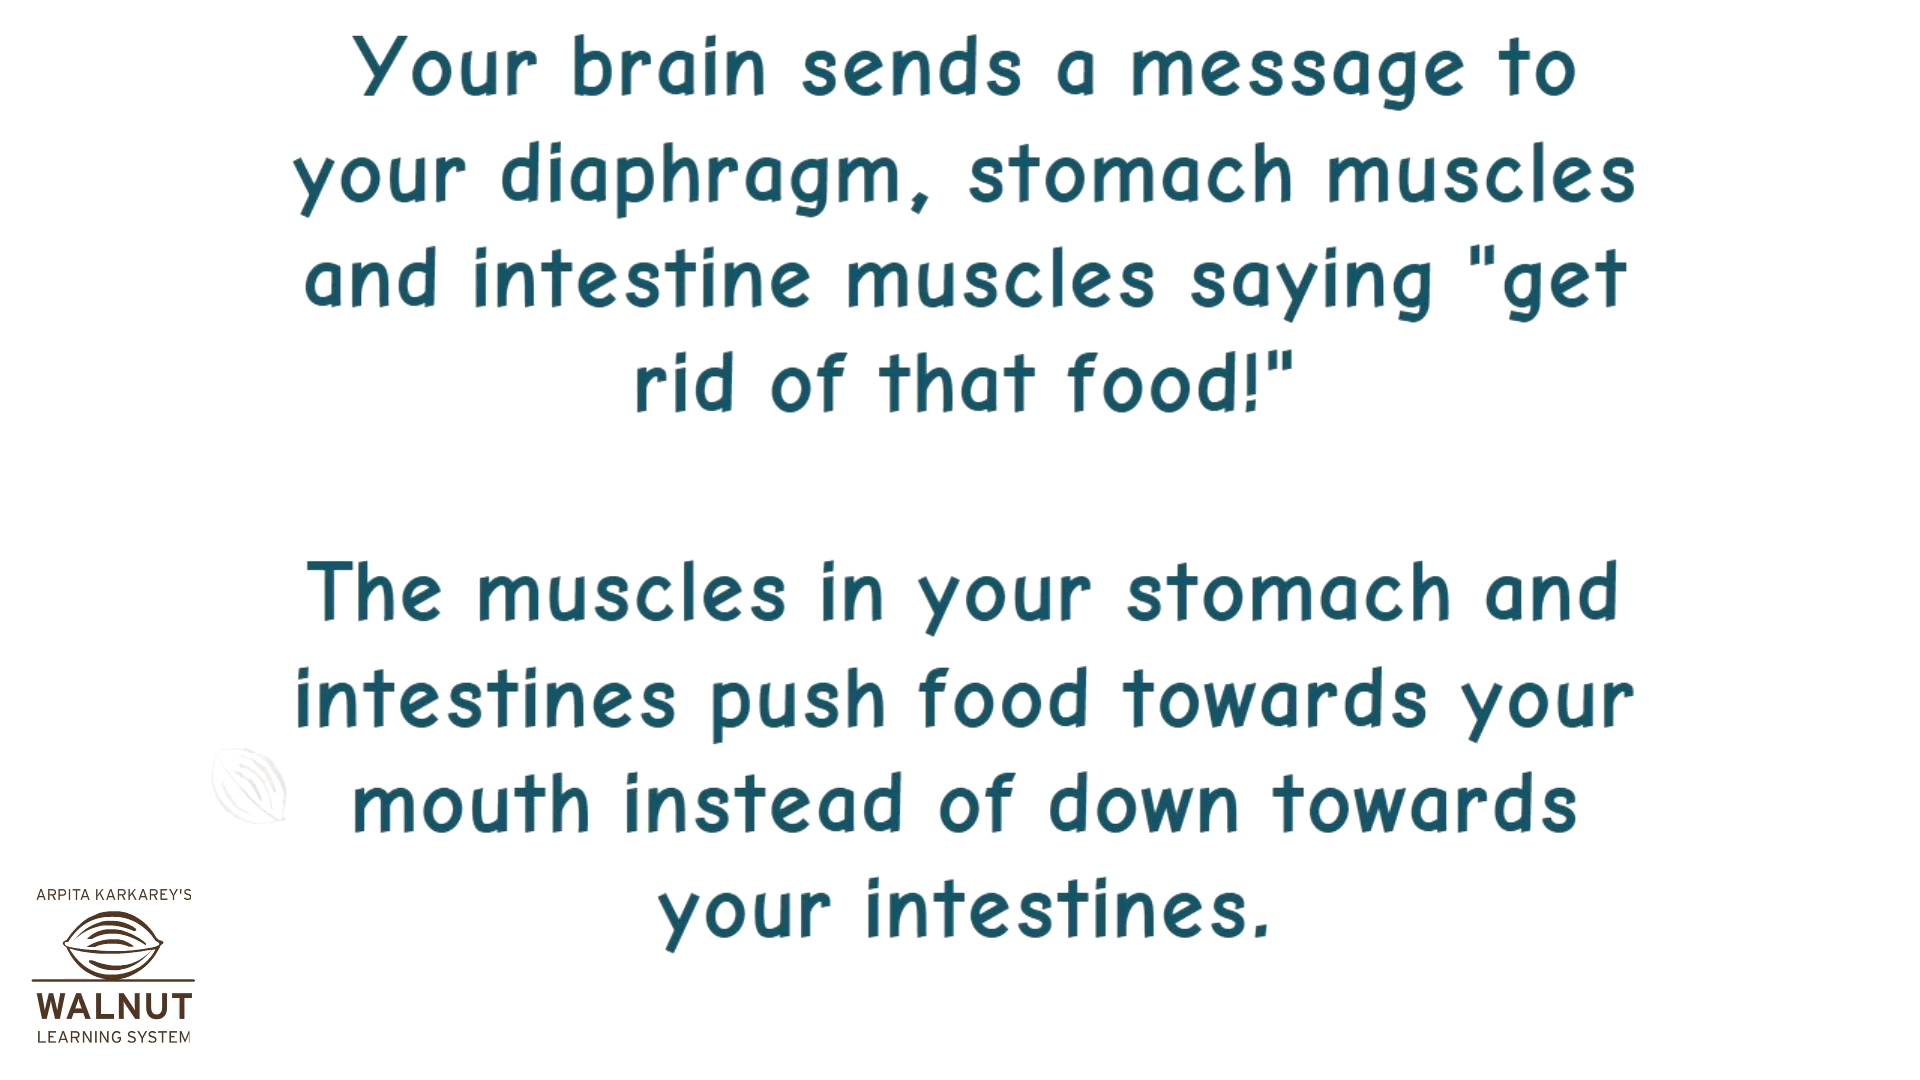 Your brain sends a message to
your diaphragm, stomach muscles
and intestine muscles saying "get
rid of that food!"
The muscles in your stomach and
intestines push food towards your
mouth instead of down towards
your intestines.
ARPITA KARKAREY'S
WALNUT
LEARNING SYSTEM